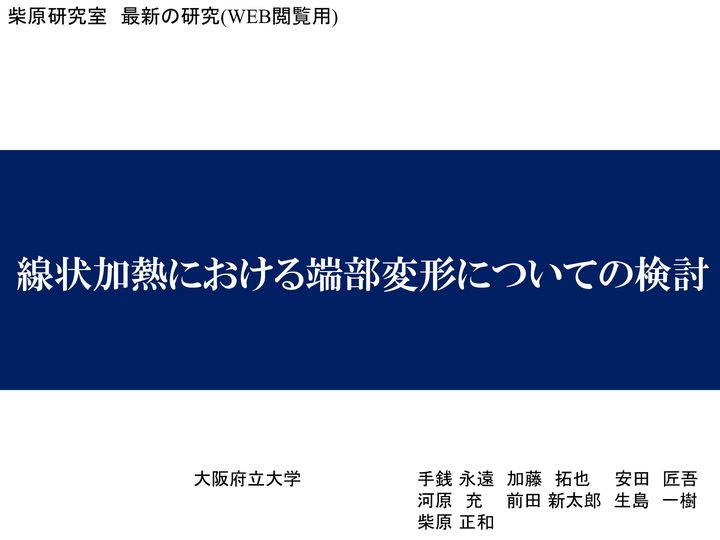 柴原研究室　最新の研究(WEB閲覧用)
線状加熱における端部変形についての検討
大阪府立大学　手銭 永遠　加藤　拓也　安田　匠吾
河原　充　前田 新太郎　生島　一樹
柴原 正和